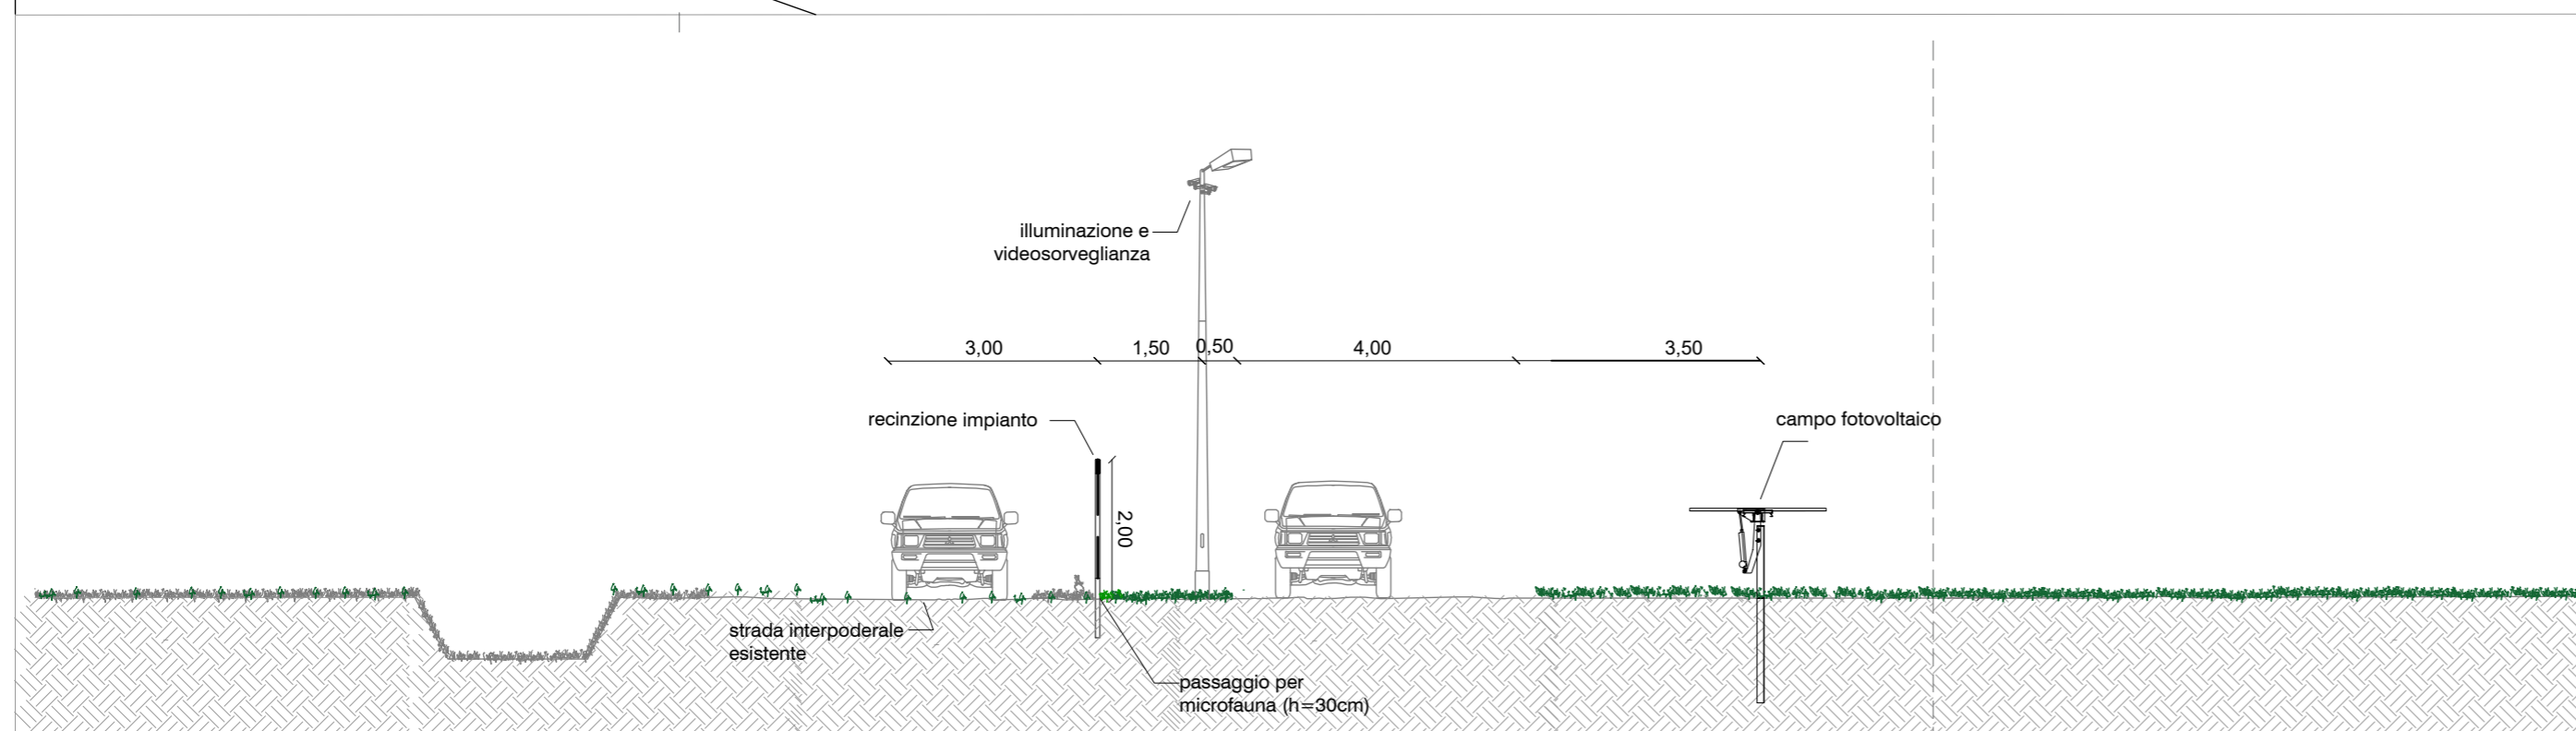 illuminazione e
videosorveglianza
3,00
1,50
0,50
4,00
3,50
recinzione impianto
campo fotovoltaico
2,00
strada interpoderale
esistente
passaggio per
microfauna (h=30cm)